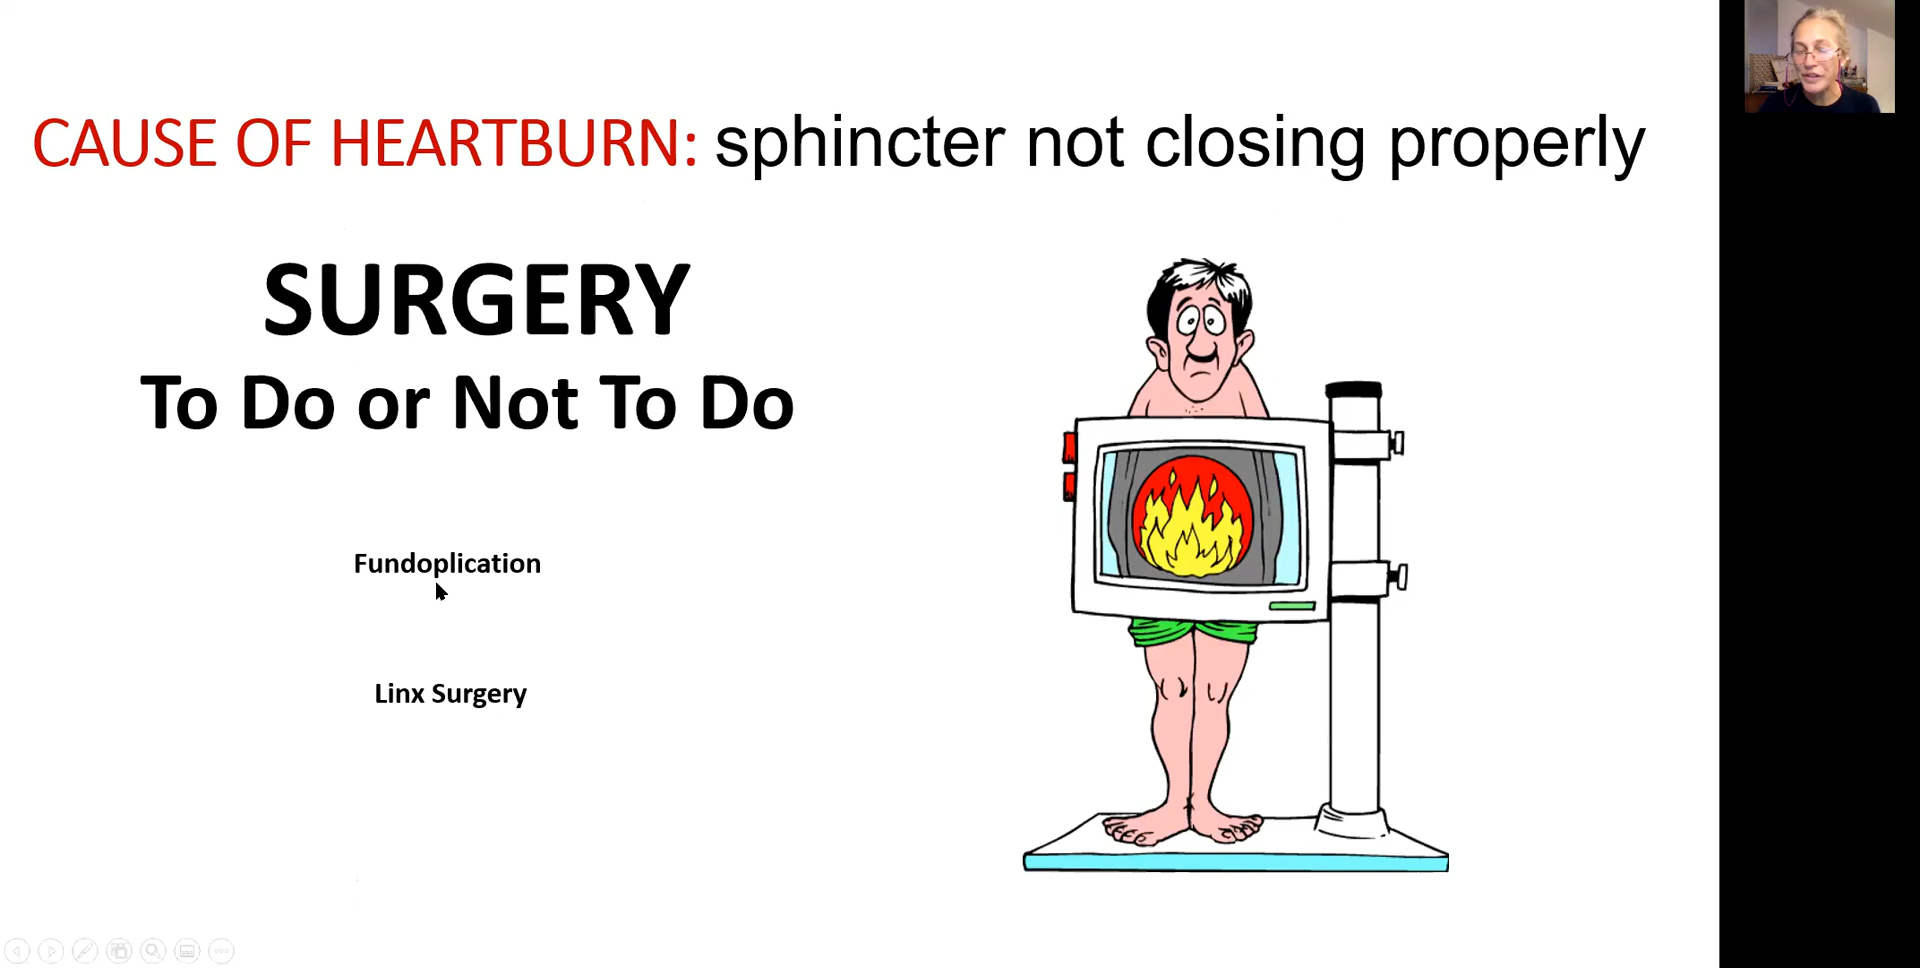 CAUSE OF HEARTBURN: sphincter not closing properly
SURGERY
To Do or Not To Do
Fundoplication
Linx Surgery